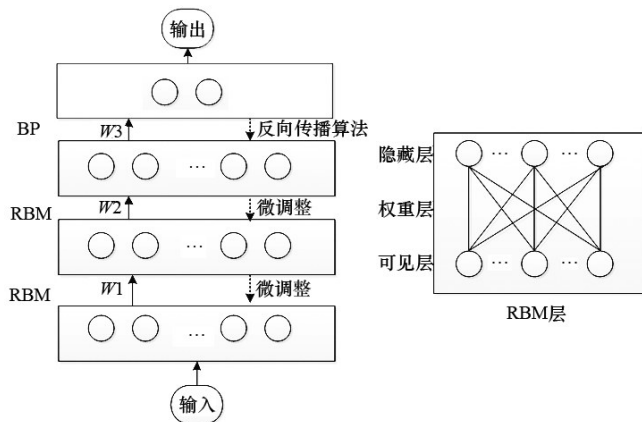 输出
BP
W3
反向传播算法
…
RBM
W2
微调整
…
RBM
W1
微调整
…
输入
隐藏层
… …
权重层
可见层
… …
RBM层